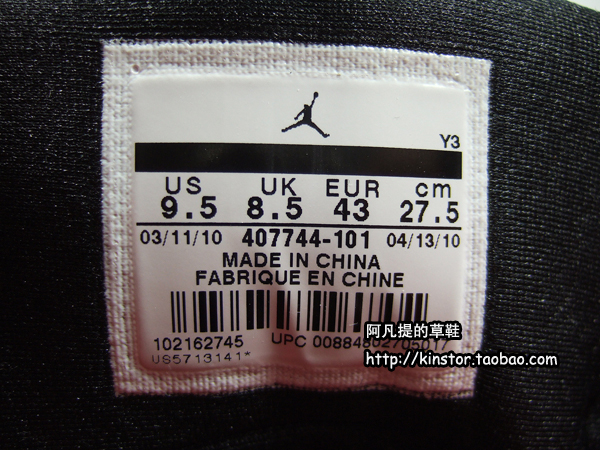 Y3
US UK EUR cm
9.5 8.5 43 27.5
03/11/10 407744-101 04/13/10
MADE IN CHINA
FABRIQUE EN CHINE
102162745 UPC 00884802705017
US5713141*
阿凡提的草鞋
http://kinstor.taobao.com